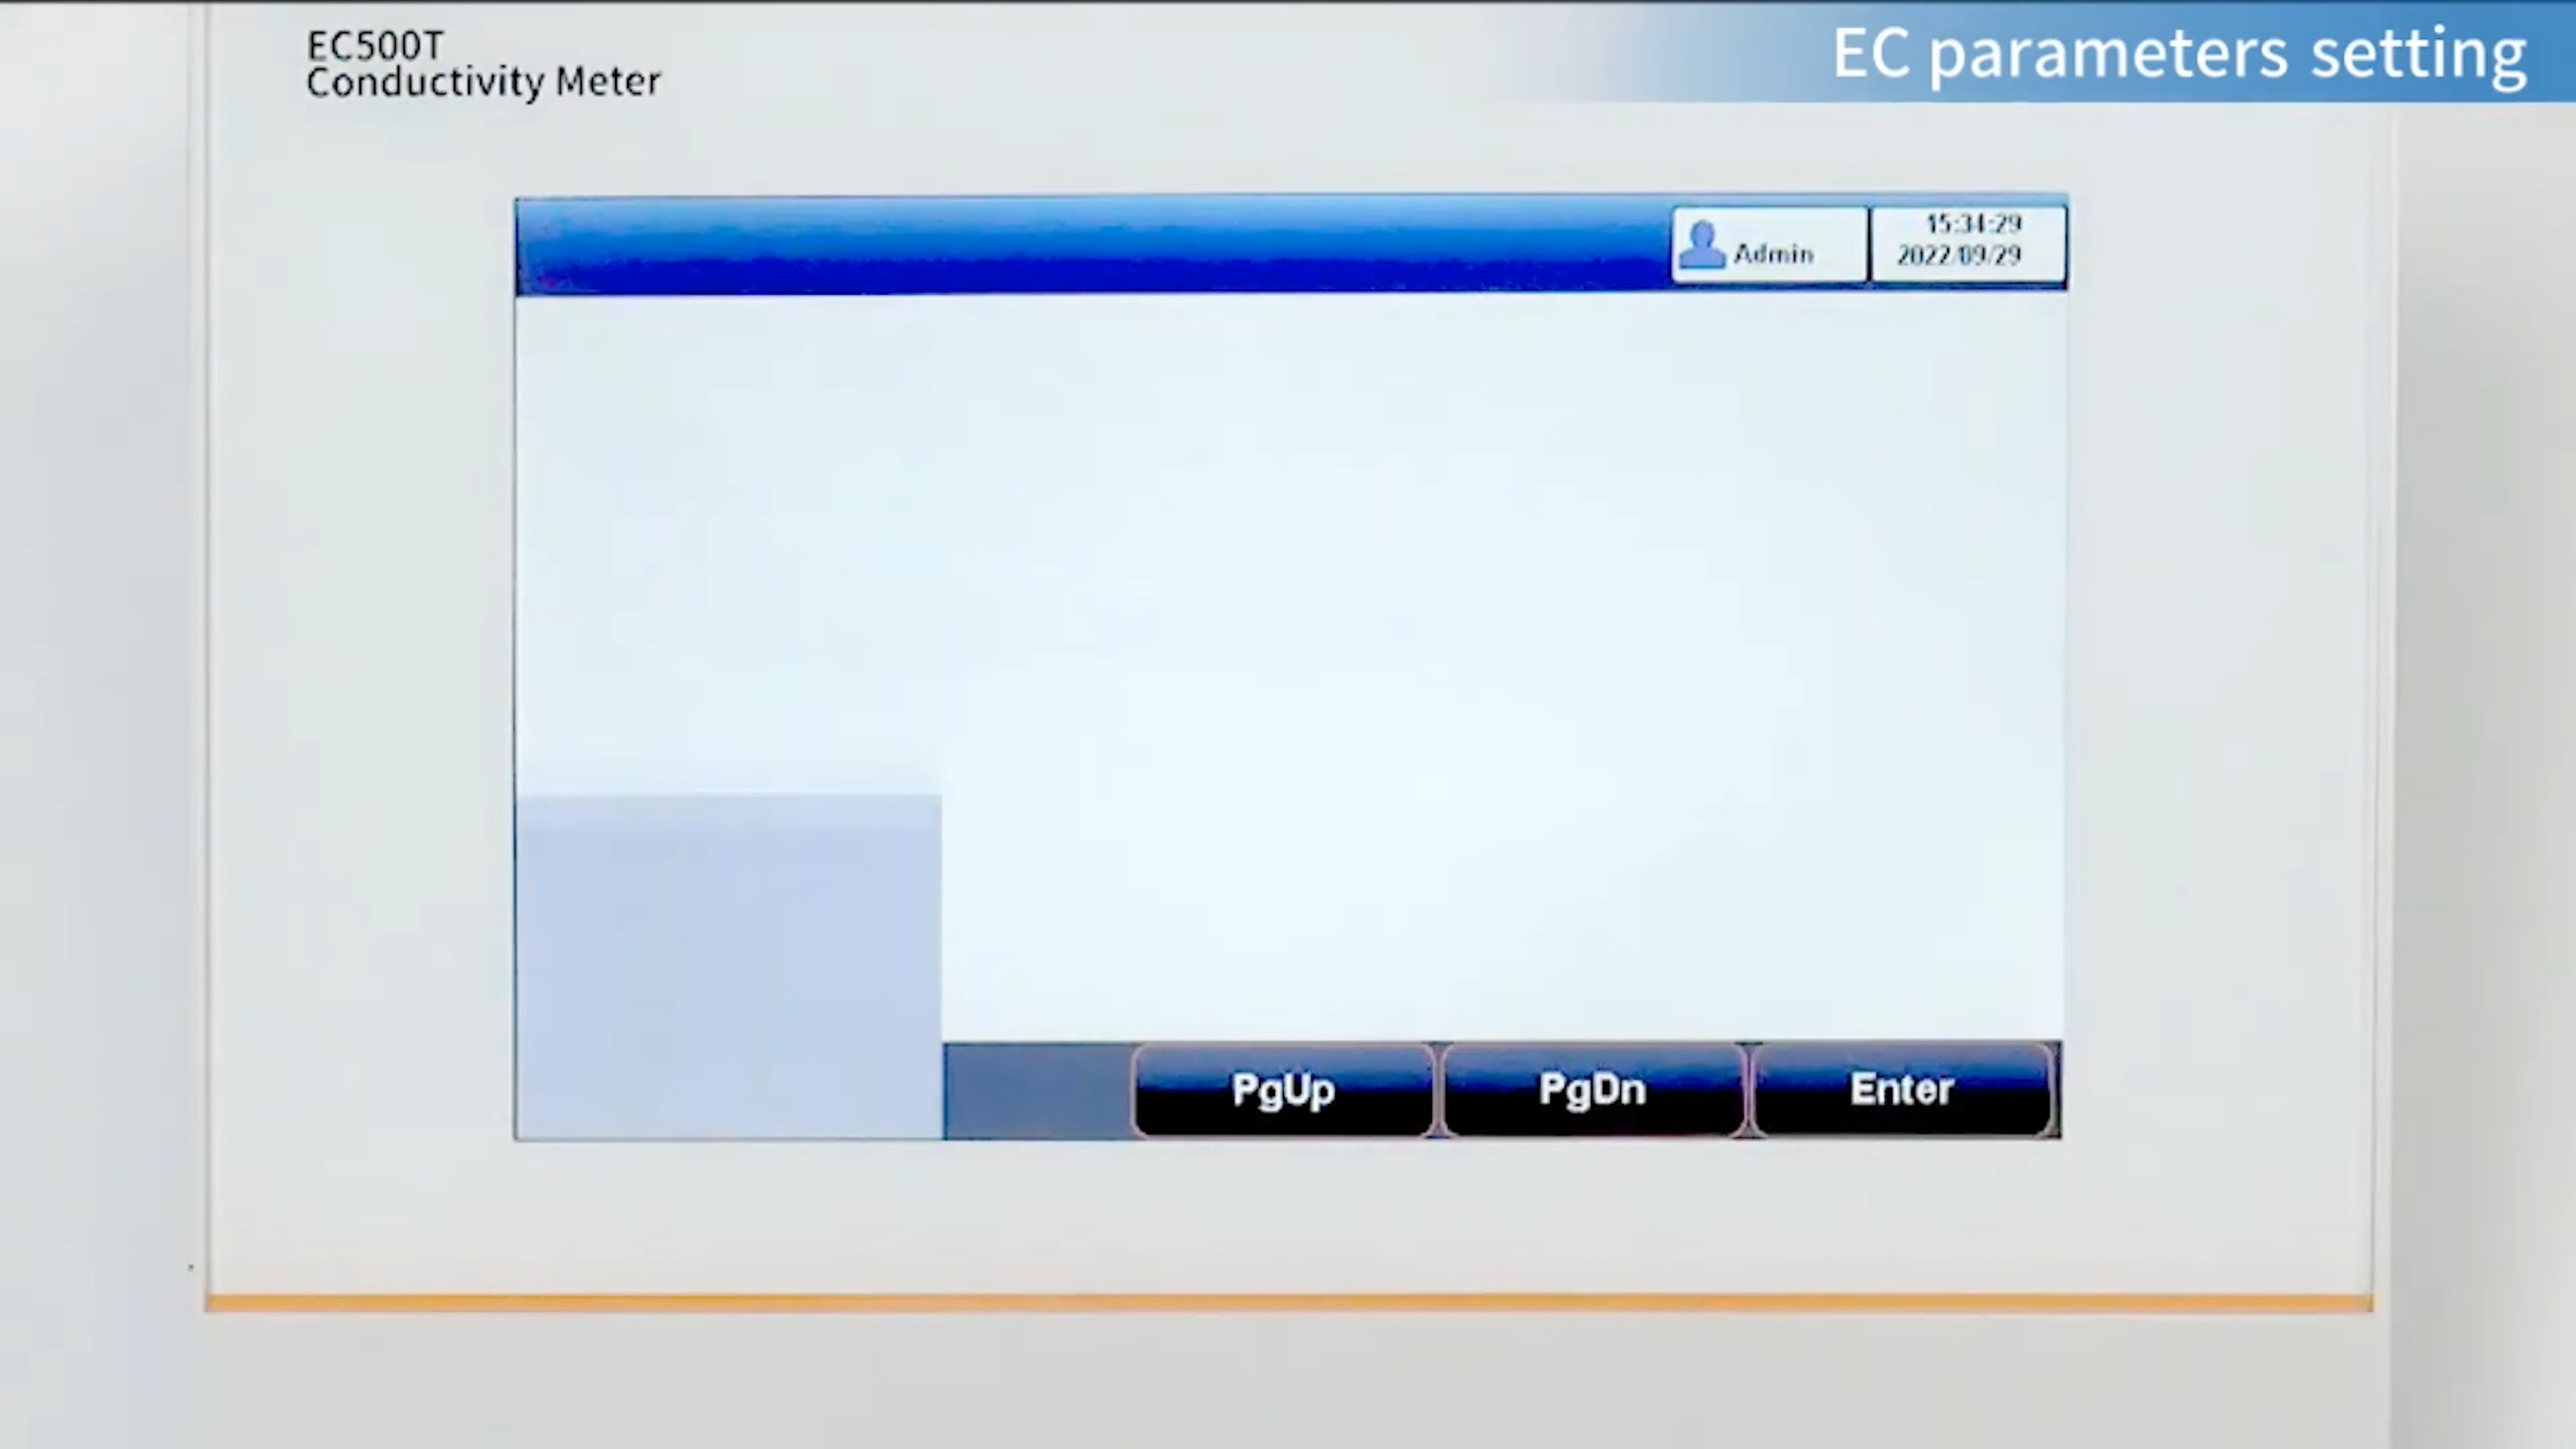 EC500T
Conductivity Meter
EC parameters setting
Admin
15:34:29
2022/09/29
PgUp
PgDn
Enter